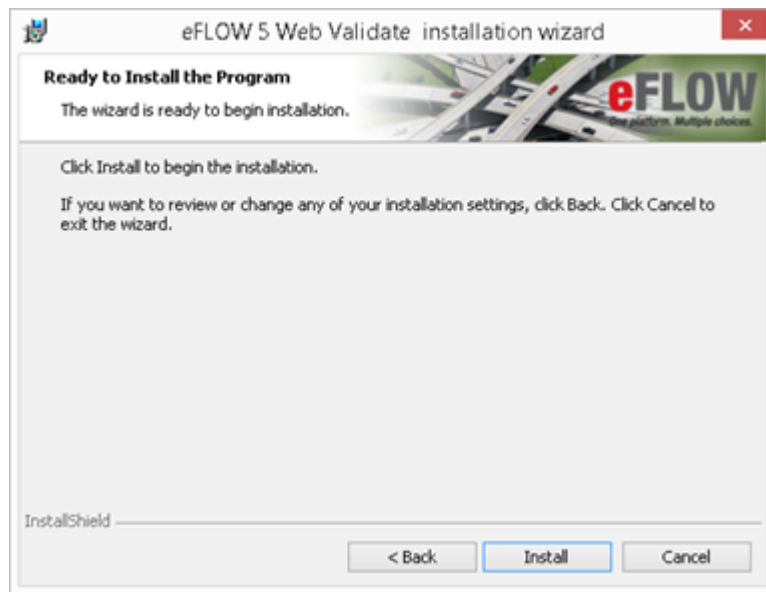 eFLOW 5 Web Validate installation wizard
Ready to Install the Program
The wizard is ready to begin installation.
eFLOW
One platform. Multiple choices.
Click Install to begin the installation.
If you want to review or change any of your installation settings, click Back. Click Cancel to
exit the wizard.
InstallShield
< Back
Install
Cancel